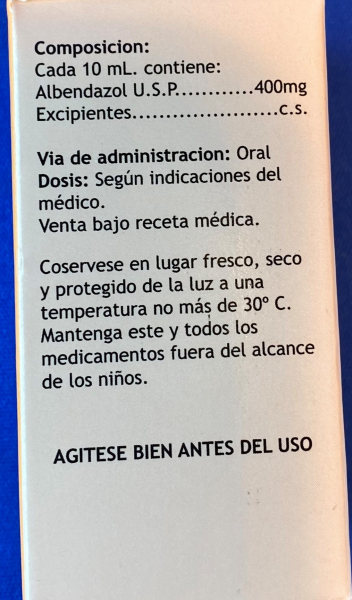 Composicion:
Cada 10 mL. contiene:
Albendazol U.S.P............400mg
Excipientes......................c.s.
Via de administracion: Oral
Dosis: Según indicaciones del
médico.
Venta bajo receta médica.
Coservese en lugar fresco, seco
y protegido de la luz a una
temperatura no más de 30º C.
Mantenga este y todos los
medicamentos fuera del alcance
de los niños.
AGITESE BIEN ANTES DEL USO